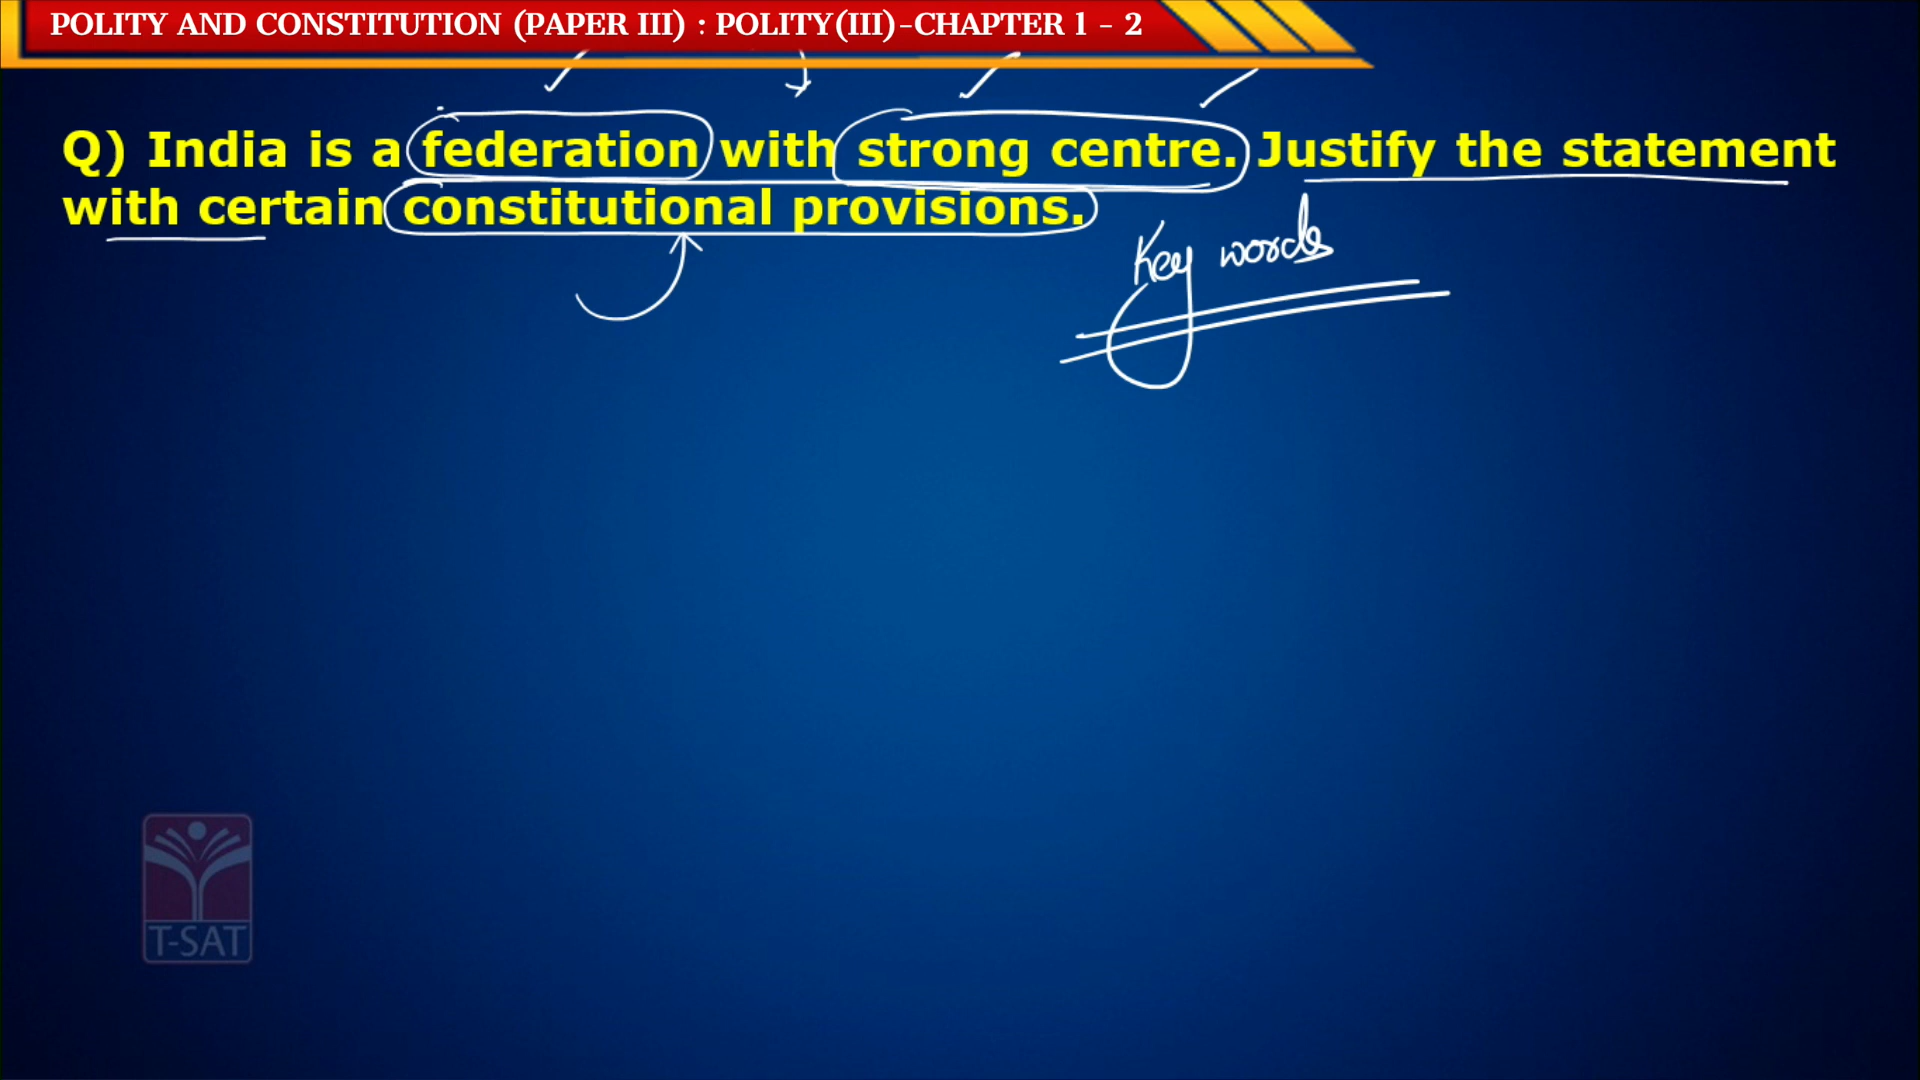 POLITY AND CONSTITUTION (PAPER III) : POLITY(III)-CHAPTER 1 - 2
Q) India is a federation with strong centre. Justify the statement
with certain constitutional provisions.
Key words
T-SAT